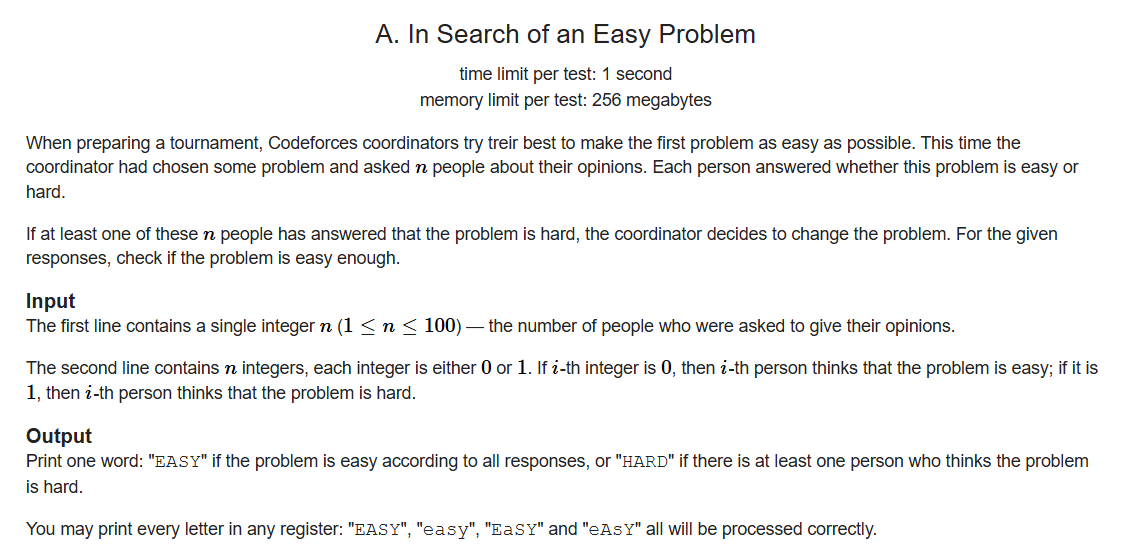 A. In Search of an Easy Problem
time limit per test: 1 second
memory limit per test: 256 megabytes
When preparing a tournament, Codeforces coordinators try treir best to make the first problem as easy as possible. This time the
coordinator had chosen some problem and asked n people about their opinions. Each person answered whether this problem is easy or
hard.
If at least one of these n people has answered that the problem is hard, the coordinator decides to change the problem. For the given
responses, check if the problem is easy enough.
Input
The first line contains a single integer n (1 ≤ n ≤ 100) — the number of people who were asked to give their opinions.
The second line contains n integers, each integer is either 0 or 1. If i-th integer is 0, then i-th person thinks that the problem is easy; if it is
1, then i-th person thinks that the problem is hard.
Output
Print one word: "EASY" if the problem is easy according to all responses, or "HARD" if there is at least one person who thinks the problem
is hard.
You may print every letter in any register: "EASY", "easy", "EaSY" and "eAsY" all will be processed correctly.